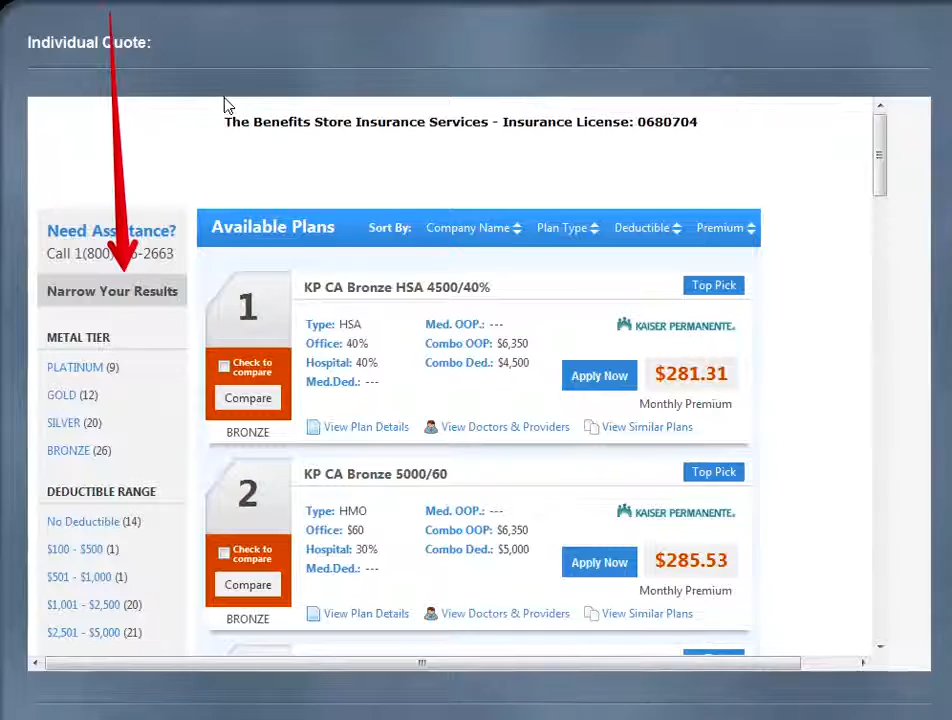 Individual Quote:
The Benefits Store Insurance Services - Insurance License: 0680704
Need Assistance?
Call 1(800) -2663
Narrow Your Results
METAL TIER
PLATINUM (9)
GOLD (12)
SILVER (20)
BRONZE (26)
DEDUCTIBLE RANGE
No Deductible (14)
$100 - $500 (1)
$501 - $1,000 (1)
$1,001 - $2,500 (20)
$2,501 - $5,000 (21)
Available Plans Sort By: Company Name Plan Type Deductible Premium
1
Check to
compare
Compare
BRONZE
KP CA Bronze HSA 4500/40%
Top Pick
Type: HSA
Office: 40%
Hospital: 40%
Med.Ded.: ---
Med. OOP.: ---
Combo OOP: $6,350
Combo Ded.: $4,500
KAISER PERMANENTE.
Apply Now
$281.31
Monthly Premium
View Plan Details View Doctors & Providers View Similar Plans
2
Check to
compare
Compare
BRONZE
KP CA Bronze 5000/60
Top Pick
Type: HMO
Office: $60
Hospital: 30%
Med.Ded.: ---
Med. OOP.: ---
Combo OOP: $6,350
Combo Ded.: $5,000
KAISER PERMANENTE.
Apply Now
$285.53
Monthly Premium
View Plan Details View Doctors & Providers View Similar Plans